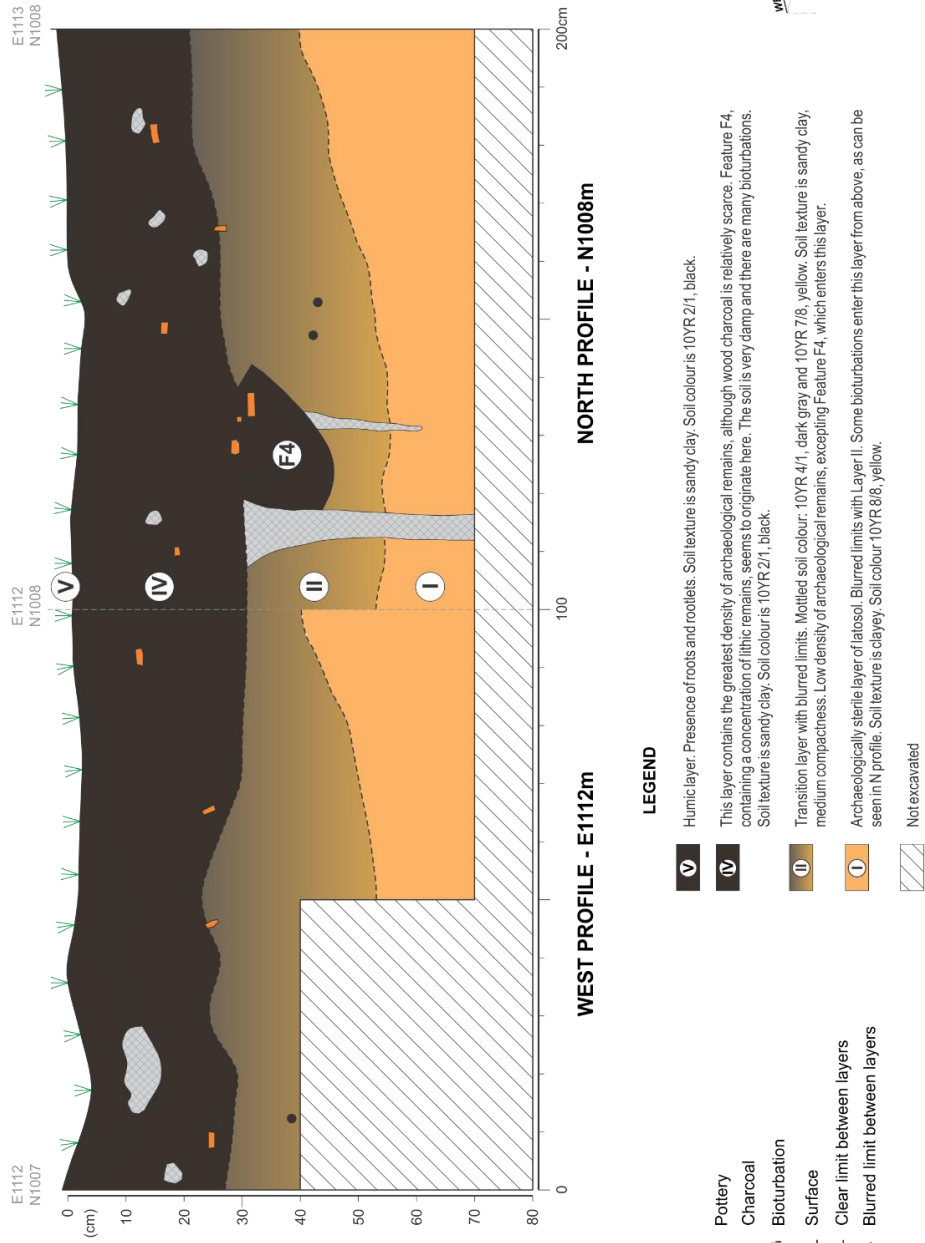 E1112
N1007
E1112
N1008
E1113
N1008
0
(cm)
10
20
30
40
50
60
70
80
V
IV
II
I
F4
0
100
200cm
WEST PROFILE - E1112m
NORTH PROFILE - N1008m
Pottery
Charcoal
Bioturbation
Surface
Clear limit between layers
Blurred limit between layers
LEGEND
V
Humic layer. Presence of roots and rootlets. Soil texture is sandy clay. Soil colour is 10YR 2/1, black.
IV
This layer contains the greatest density of archaeological remains, although wood charcoal is relatively scarce. Feature F4,
containing a concentration of lithic remains, seems to originate here. The soil is very damp and there are many bioturbations.
Soil texture is sandy clay. Soil colour is 10YR 2/1, black.
II
Transition layer with blurred limits. Mottled soil colour: 10YR 4/1, dark gray and 10YR 7/8, yellow. Soil texture is sandy clay,
medium compactness. Low density of archaeological remains, excepting Feature F4, which enters this layer.
I
Archaeologically sterile layer of latosol. Blurred limits with Layer II. Some bioturbations enter this layer from above, as can be
seen in N profile. Soil texture is clayey. Soil colour 10YR 8/8, yellow.
Not excavated